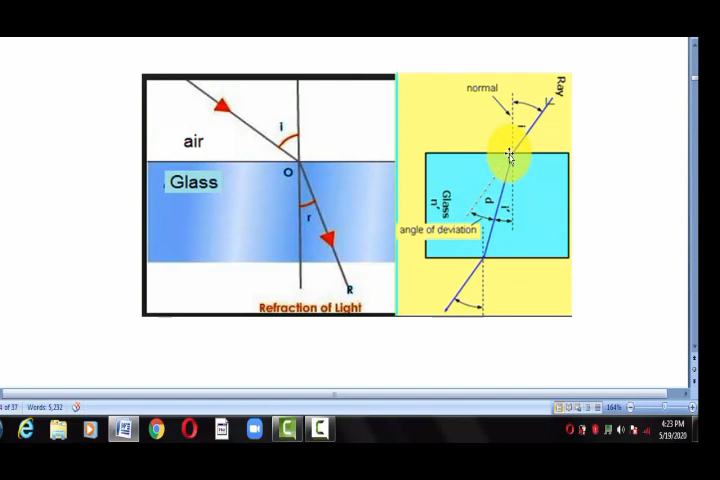 i
air
O
Glass
r
R
Refraction of Light
Ray
normal
i
Glass
n'
d
i'
angle of deviation
4 of 37
Words: 5,232
164%
4:23 PM
5/19/2020